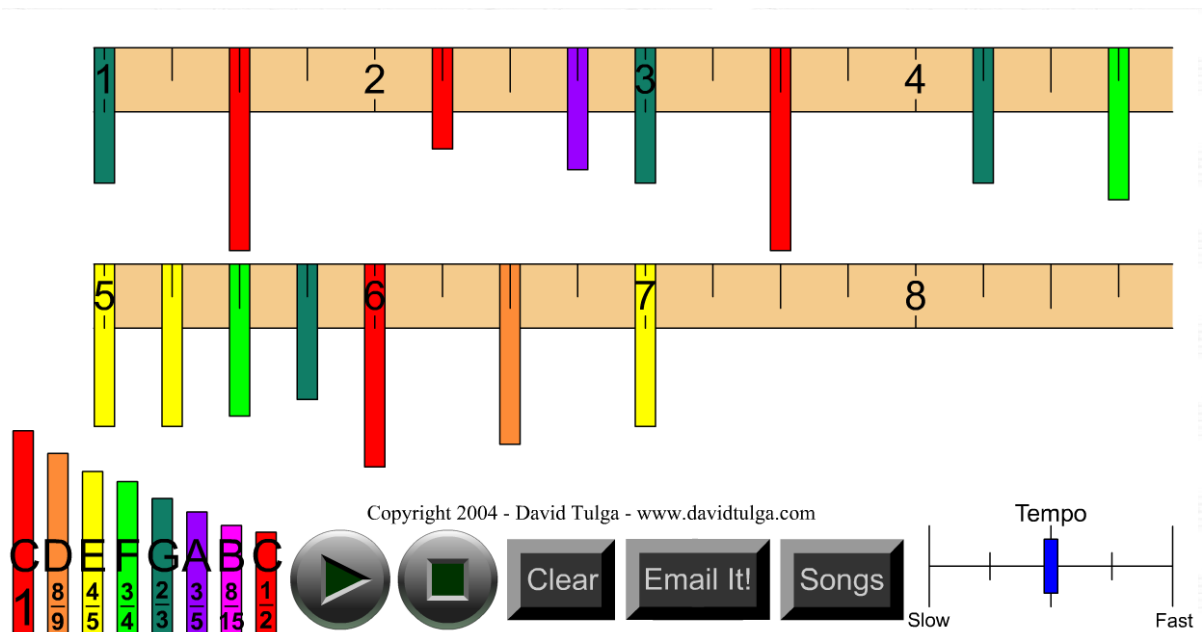 1 2 3 4
5 6 7 8
Copyright 2004 - David Tulga - www.davidtulga.com
Tempo
C D E F G A B C
1 8/9 4/5 3/4 2/3 3/5 8/15 1/2
Clear Email It! Songs
Slow Fast